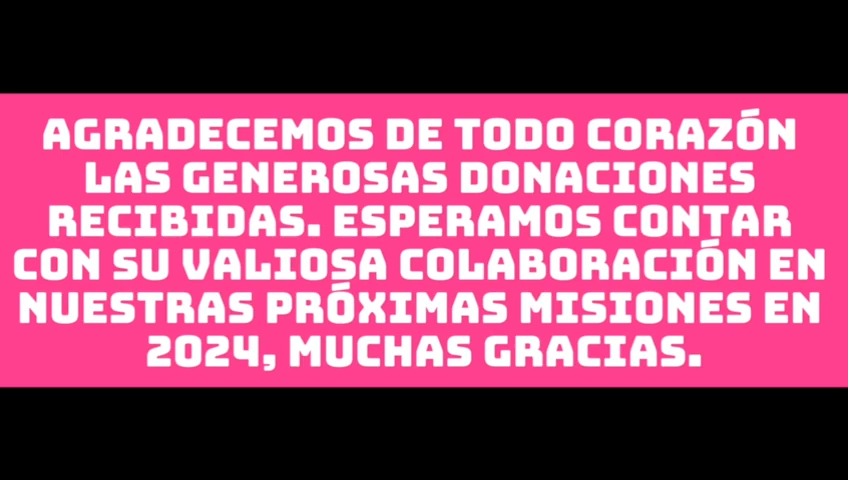 AGRADECEMOS DE TODO CORAZÓN
LAS GENEROSAS DONACIONES
RECIBIDAS. ESPERAMOS CONTAR
CON SU VALIOSA COLABORACIÓN EN
NUESTRAS PRÓXIMAS MISIONES EN
2024, MUCHAS GRACIAS.